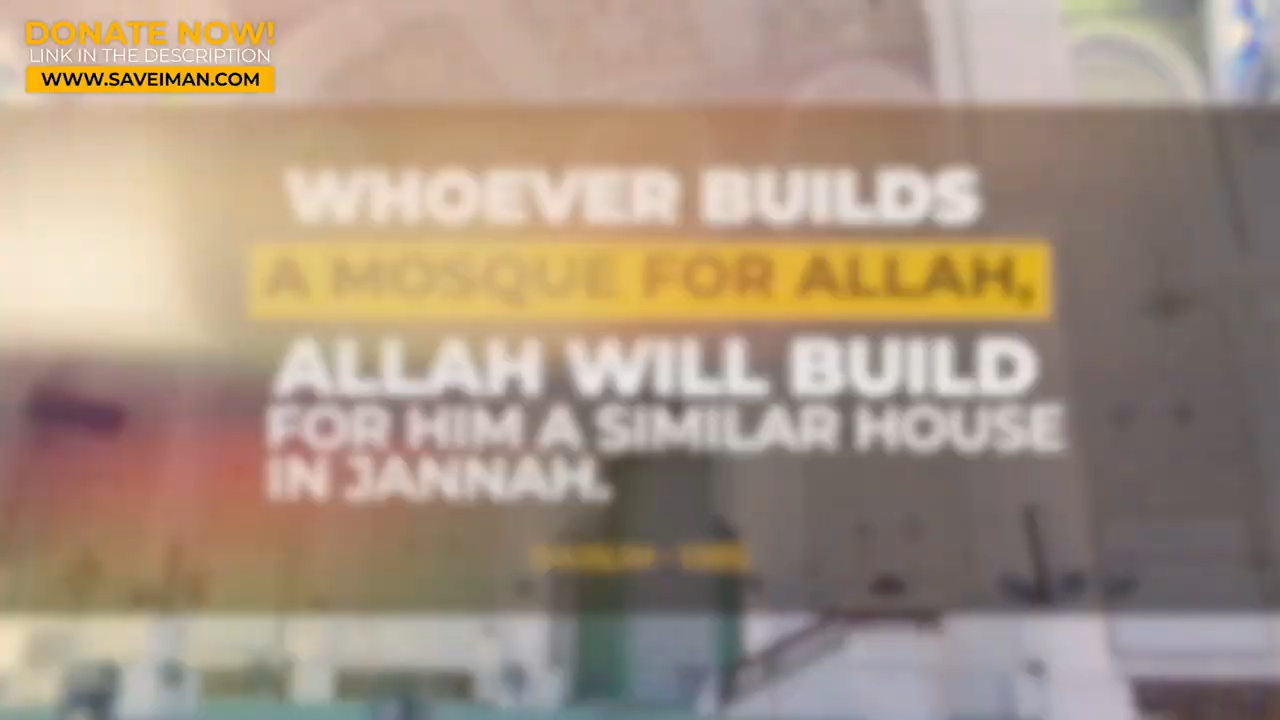 DONATE NOW!
LINK IN THE DESCRIPTION
WWW.SAVEIMAN.COM
WHOEVER BUILDS
A MOSQUE FOR ALLAH,
ALLAH WILL BUILD
FOR HIM A SIMILAR HOUSE
IN JANNAH.